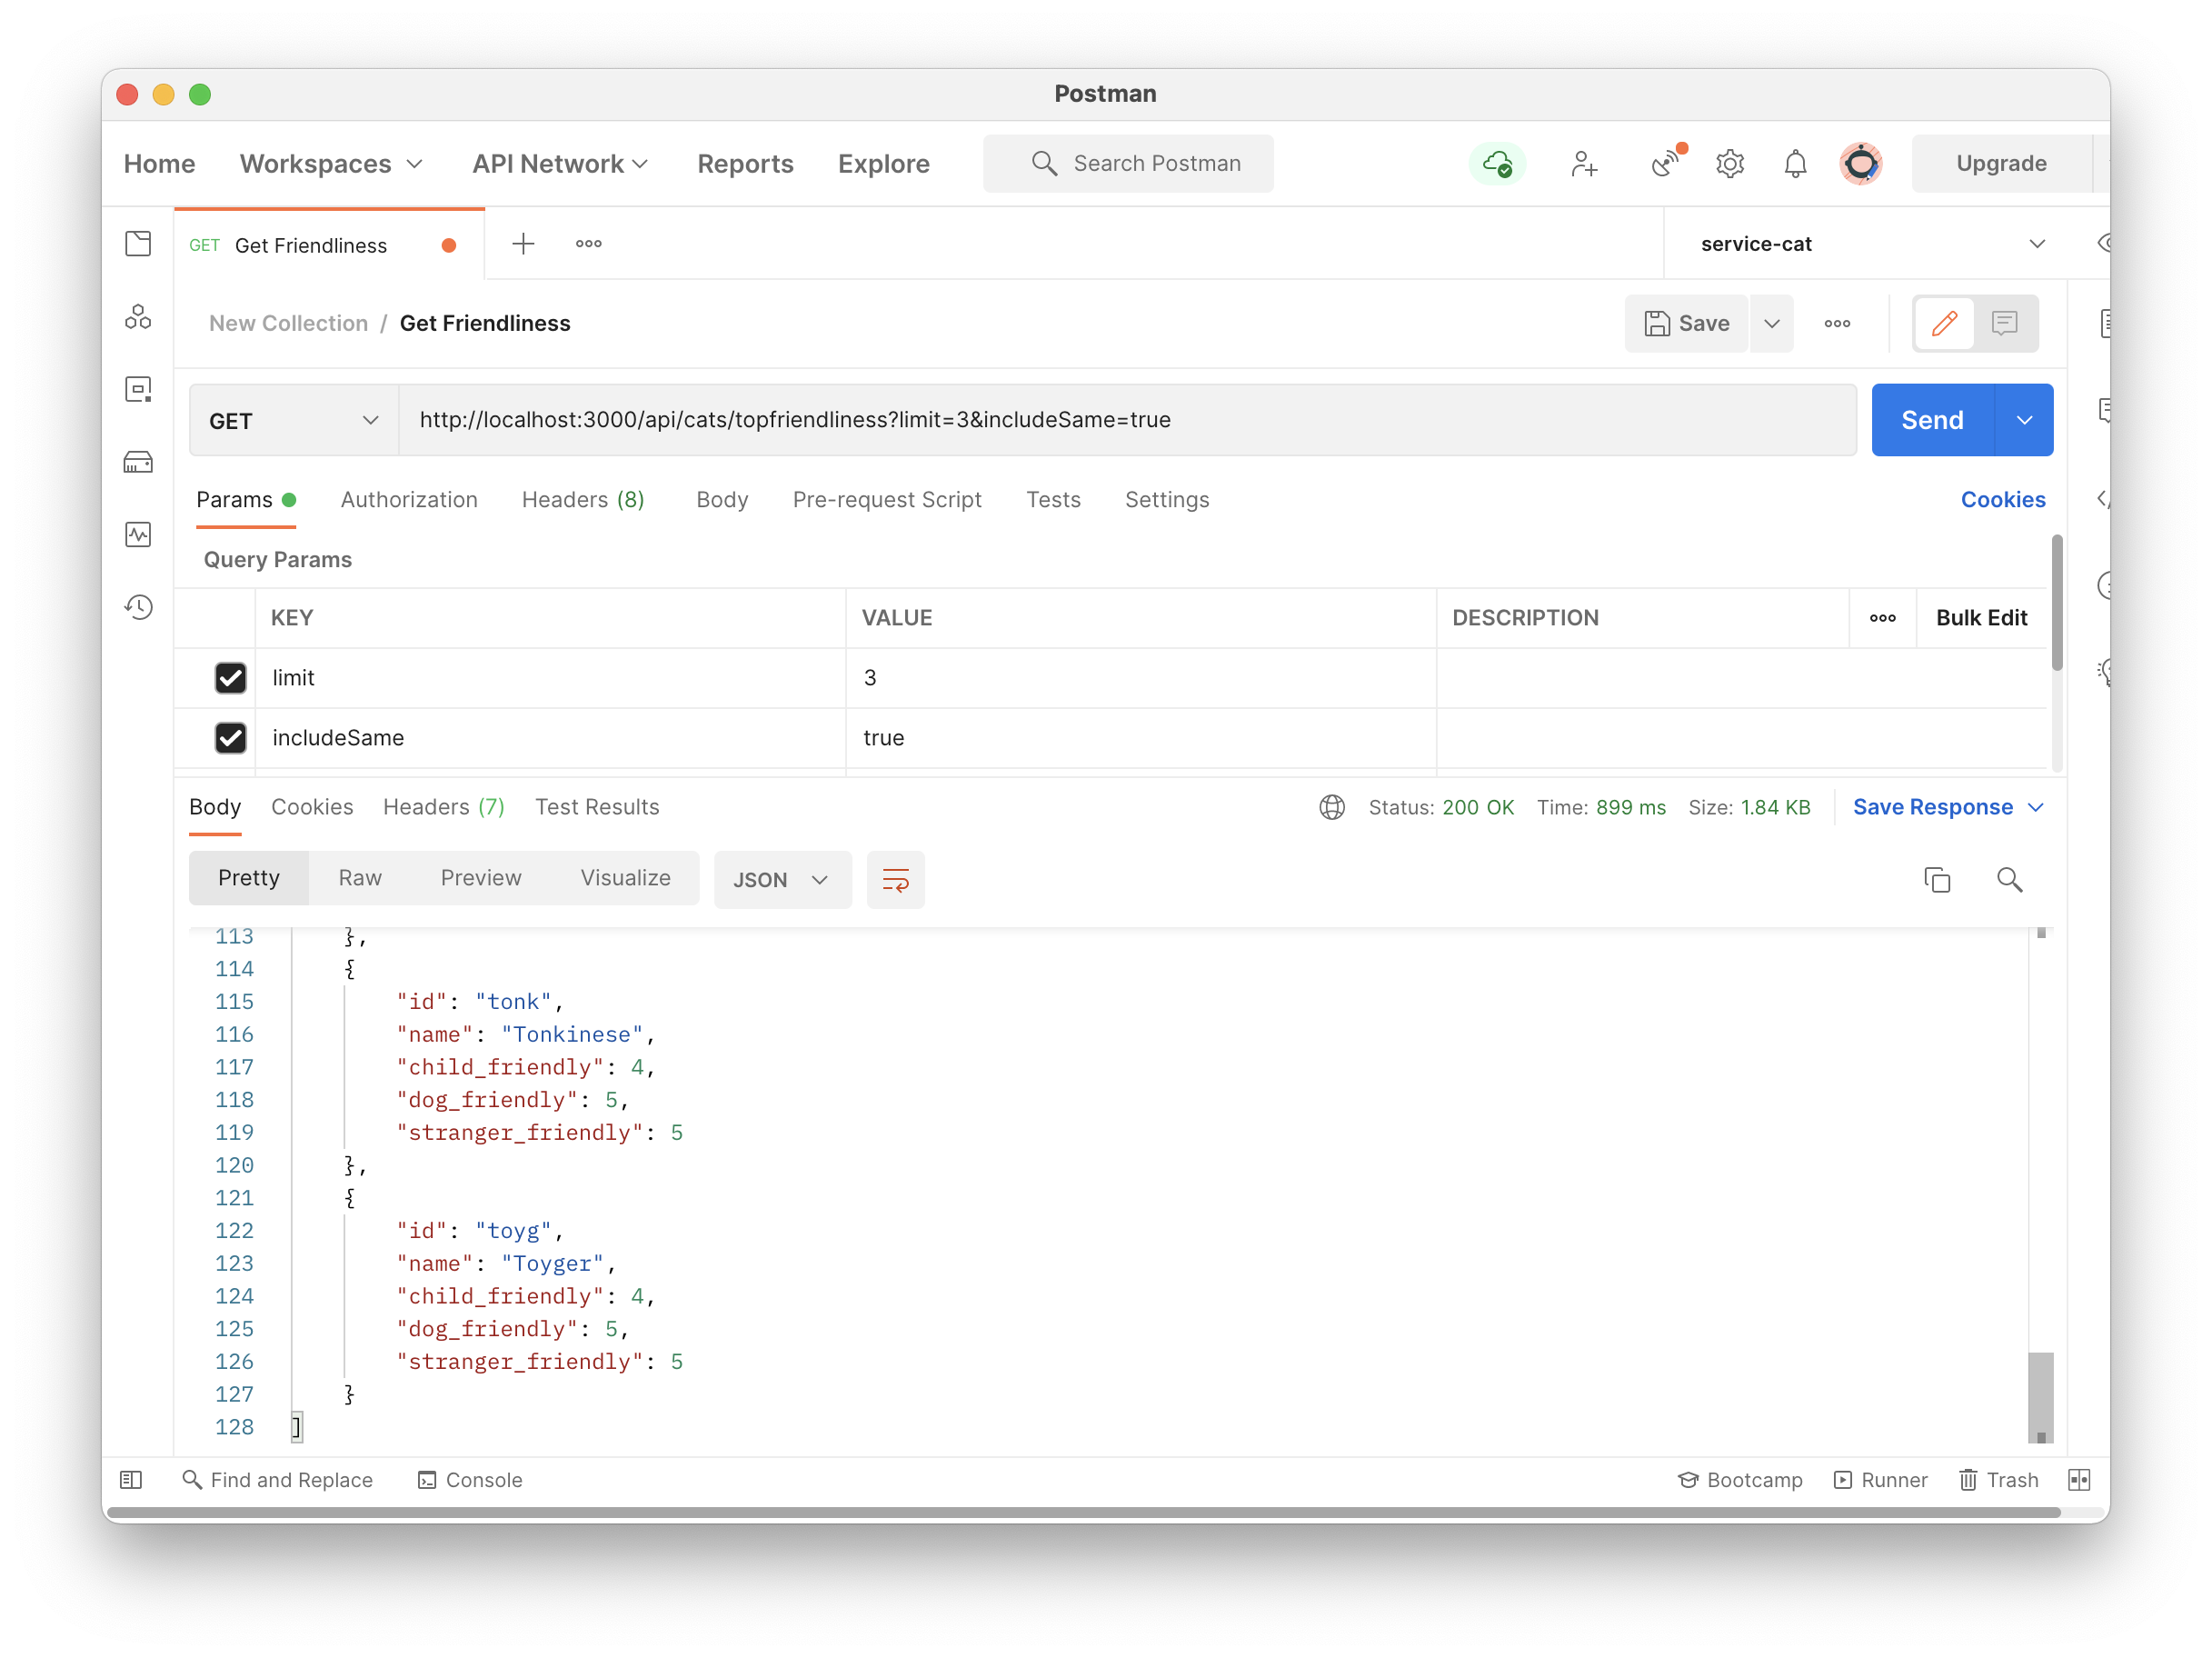 Postman
Home Workspaces API Network Reports Explore Search Postman Upgrade
GET Get Friendliness service-cat
New Collection / Get Friendliness Save
GET http://localhost:3000/api/cats/topfriendliness?limit=3&includeSame=true Send
Params Authorization Headers (8) Body Pre-request Script Tests Settings Cookies
Query Params
KEY VALUE DESCRIPTION Bulk Edit
limit 3
includeSame true
Body Cookies Headers (7) Test Results Status: 200 OK Time: 899 ms Size: 1.84 KB Save Response
Pretty Raw Preview Visualize JSON
113 },
114 {
115 "id": "tonk",
116 "name": "Tonkinese",
117 "child_friendly": 4,
118 "dog_friendly": 5,
119 "stranger_friendly": 5
120 },
121 {
122 "id": "toyg",
123 "name": "Toyger",
124 "child_friendly": 4,
125 "dog_friendly": 5,
126 "stranger_friendly": 5
127 }
128 ]
Find and Replace Console Bootcamp Runner Trash